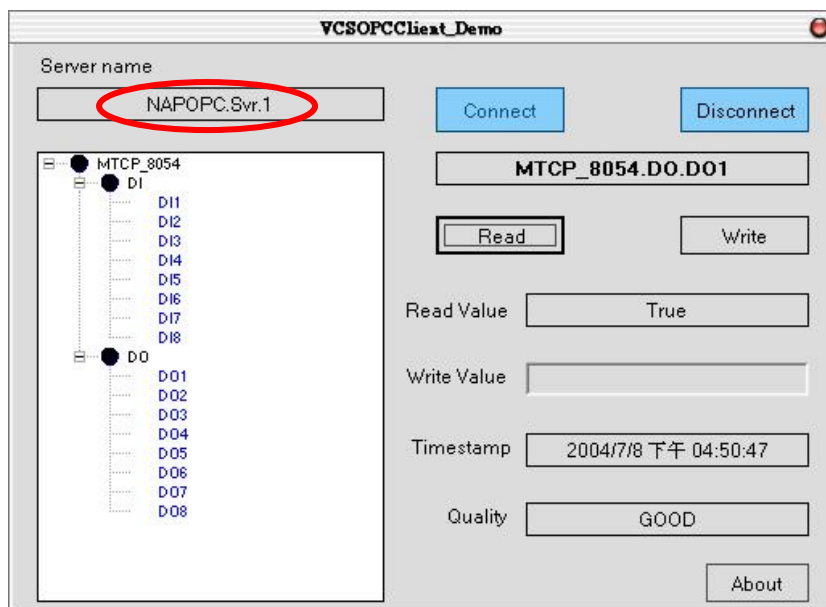 VCSOPCClient_Demo
Server name
NAPOPC.Svr.1
Connect
Disconnect
MTCP_8054
DI
DI1
DI2
DI3
DI4
DI5
DI6
DI7
DI8
DO
DO1
DO2
DO3
DO4
DO5
DO6
DO7
DO8
MTCP_8054.DO.DO1
Read
Write
Read Value
True
Write Value
Timestamp
2004/7/8 下午 04:50:47
Quality
GOOD
About